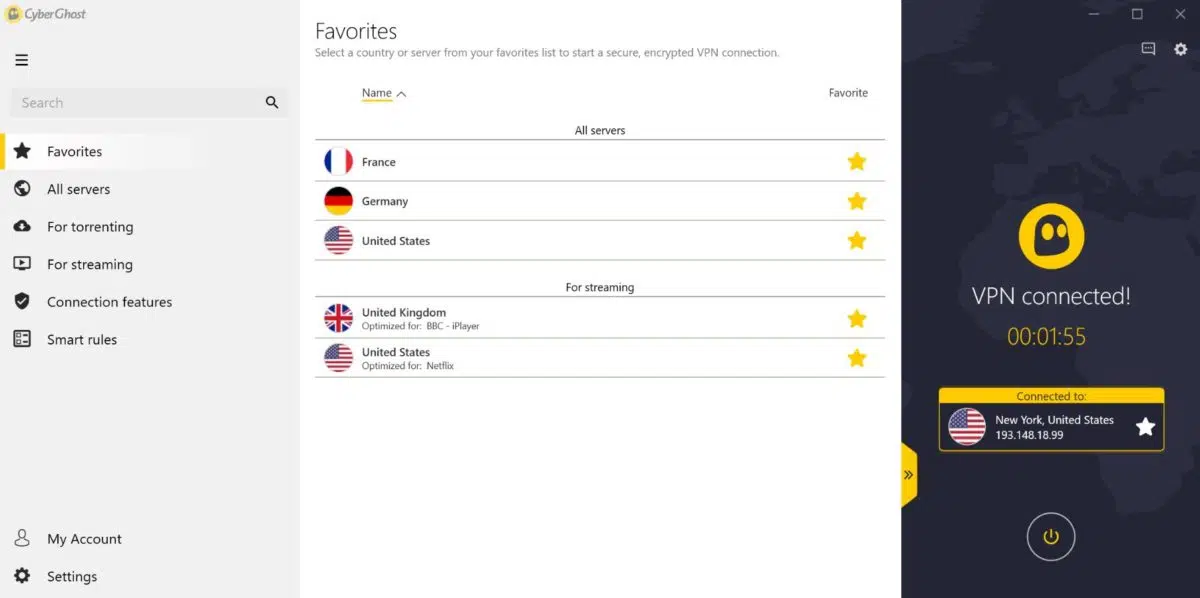 CyberGhost
Search
Favorites
All servers
For torrenting
For streaming
Connection features
Smart rules
My Account
Settings
Favorites
Select a country or server from your favorites list to start a secure, encrypted VPN connection.
Name Favorite
All servers
France
Germany
United States
For streaming
United Kingdom
Optimized for: BBC - iPlayer
United States
Optimized for: Netflix
VPN connected!
00:01:55
Connected to:
New York, United States
193.148.18.99